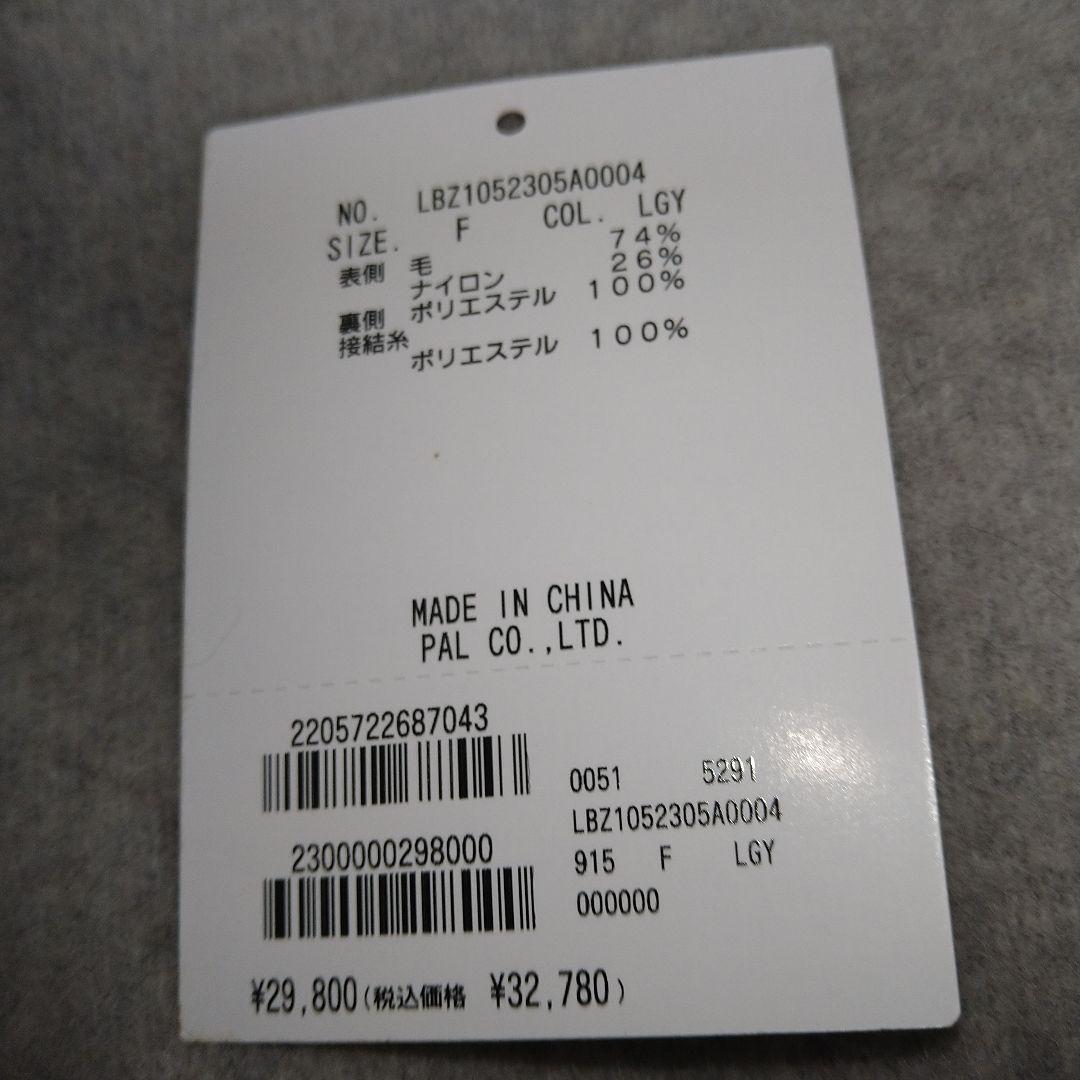 NO. LBZ1052305A0004
SIZE. F COL. LGY
表側 毛 74%
ナイロン 26%
裏側 ポリエステル 100%
接結糸
ポリエステル 100%
MADE IN CHINA
PAL CO.,LTD.
2205722687043
0051 5291
LBZ1052305A0004
2300000298000
915 F LGY
000000
¥29,800(税込価格 ¥32,780)